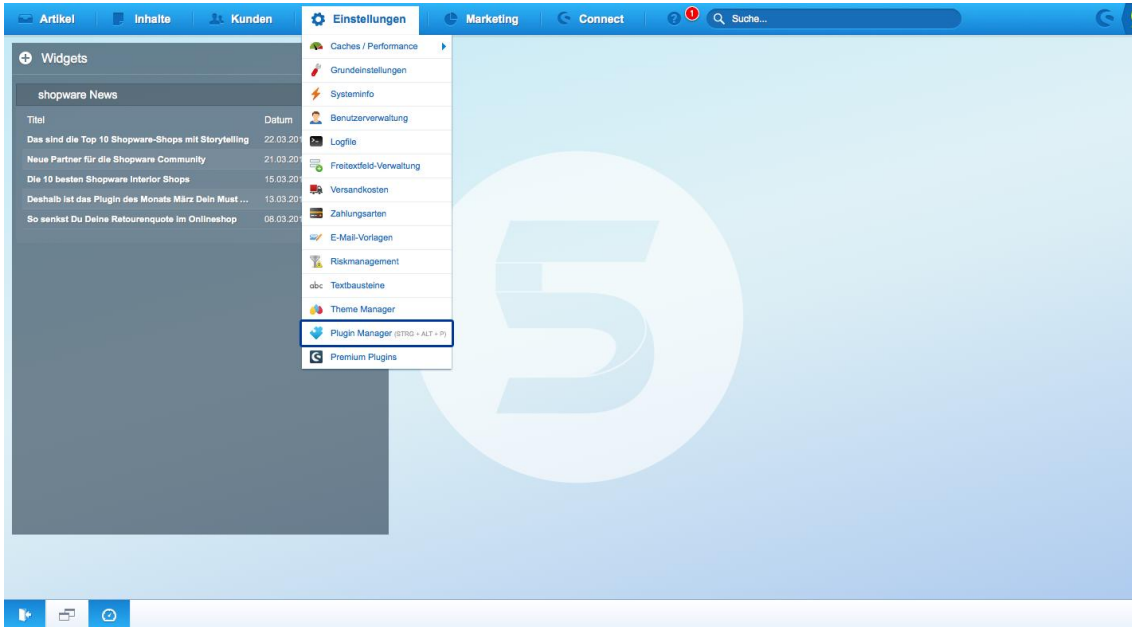 Artikel Inhalte Kunden Einstellungen Marketing Connect ? 1 Suche...
Widgets
shopware News
Titel Datum
Das sind die Top 10 Shopware-Shops mit Storytelling 22.03.201
Neue Partner für die Shopware Community 21.03.201
Die 10 besten Shopware Interior Shops 15.03.201
Deshalb ist das Plugin des Monats März Dein Must ... 13.03.201
So senkst Du Deine Retourenquote im Onlineshop 08.03.201
Caches / Performance
Grundeinstellungen
Systeminfo
Benutzerverwaltung
Logfile
Freitextfeld-Verwaltung
Versandkosten
Zahlungsarten
E-Mail-Vorlagen
Riskmanagement
abc Textbausteine
Theme Manager
Plugin Manager (STRG + ALT + P)
Premium Plugins
5